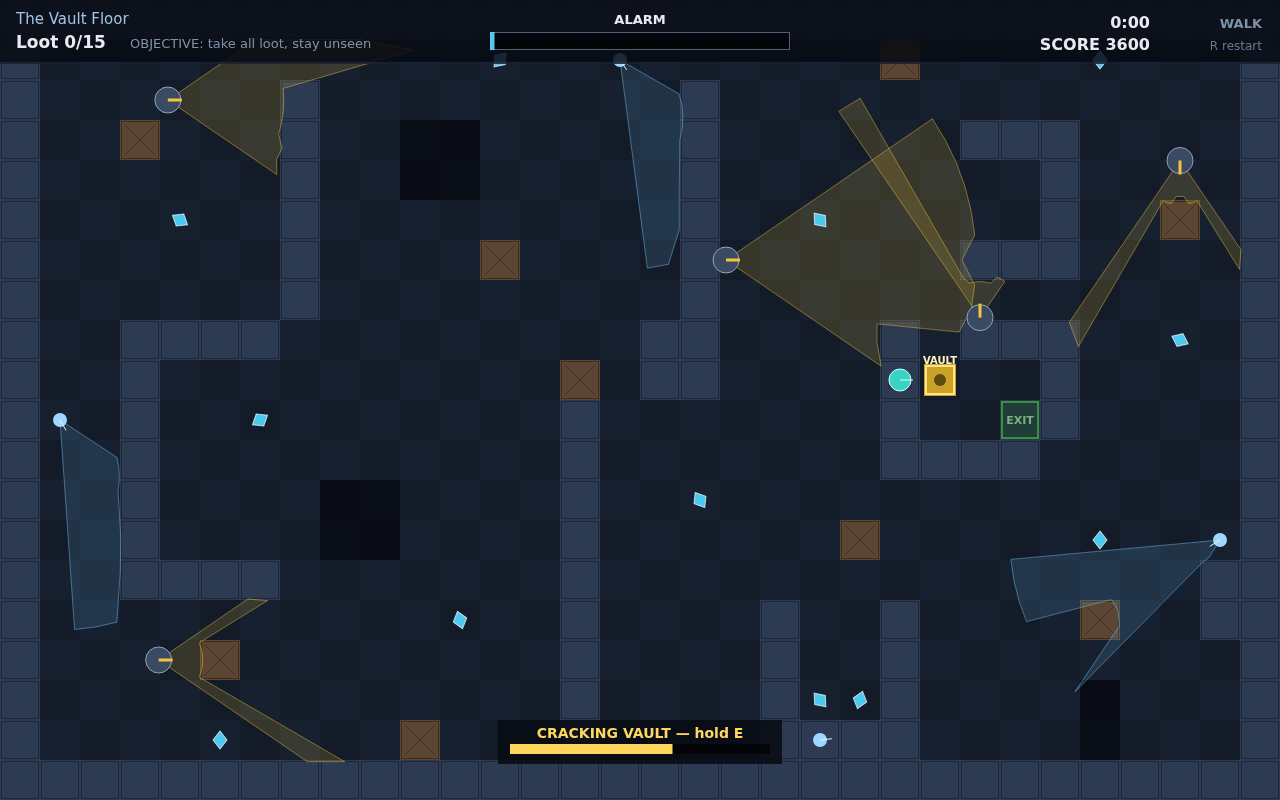 The Vault Floor
Loot 0/15
OBJECTIVE: take all loot, stay unseen
ALARM
0:00
SCORE 3600
WALK
R restart
VAULT
EXIT
CRACKING VAULT — hold E